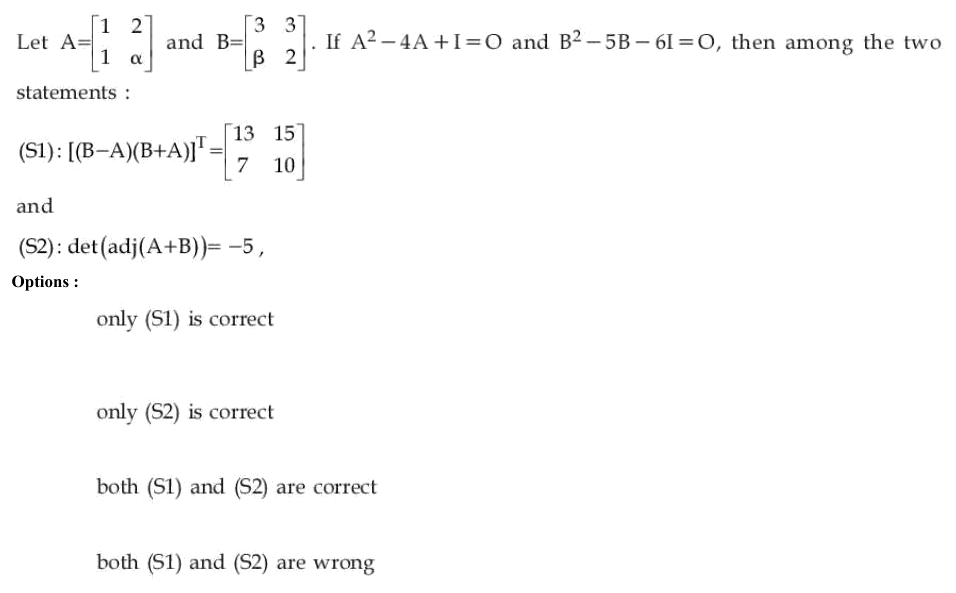 Let A=[1 2
1 α] and B=[3 3
β 2]. If A² – 4A + I = O and B² – 5B – 6I = O, then among the two
statements :
(S1) : [(B–A)(B+A)]ᵀ = [13 15
7 10]
and
(S2) : det(adj(A+B)) = –5 ,
Options :
only (S1) is correct
only (S2) is correct
both (S1) and (S2) are correct
both (S1) and (S2) are wrong